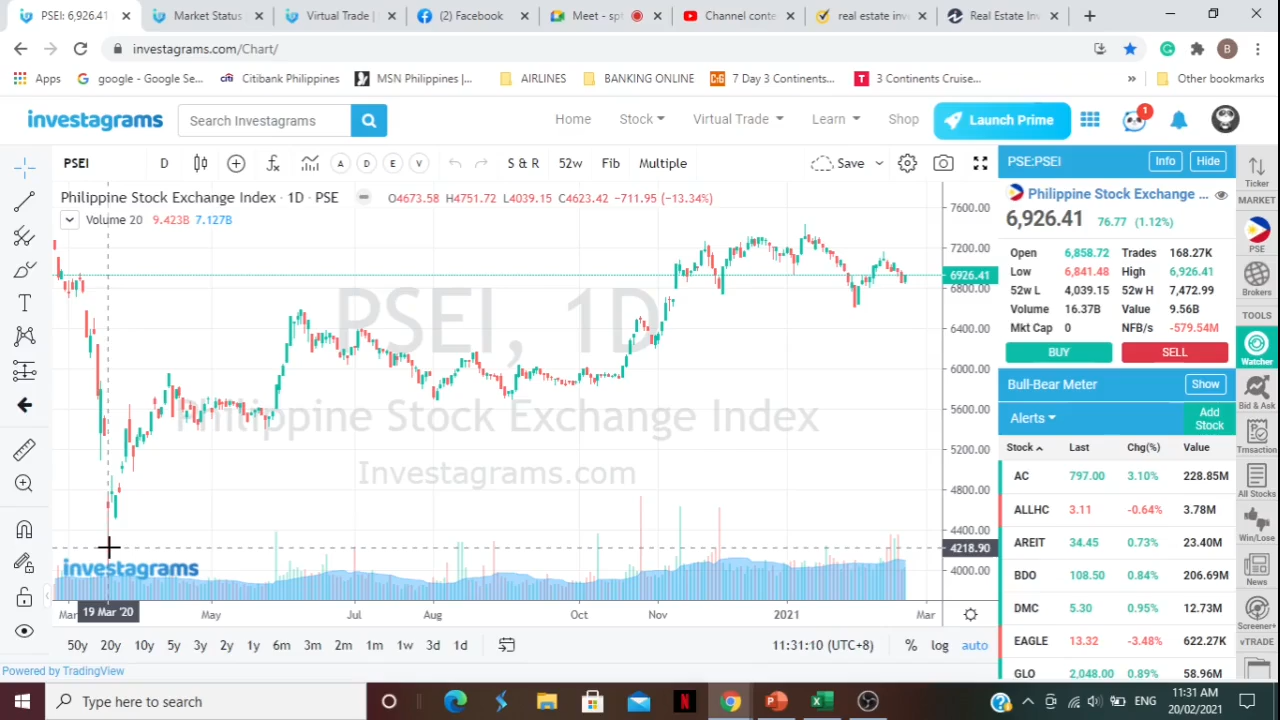 PSEI: 6,926.41
Market Status
Virtual Trade |
(2) Facebook
Meet - spt
Channel conte
real estate inv
Real Estate Inv
investagrams.com/Chart/
B
Apps
google - Google Se...
Citibank Philippines
MSN Philippines |...
AIRLINES
BANKING ONLINE
7 Day 3 Continents...
3 Continents Cruise...
»
Other bookmarks
investagrams
Search Investagrams
Home
Stock
Virtual Trade
Learn
Shop
Launch Prime
1
PSEI
D
A
D
E
V
S & R
52w
Fib
Multiple
Save
PSE:PSEI
Info
Hide
Ticker
Philippine Stock Exchange Index · 1D · PSE
O4673.58 H4751.72 L4039.15 C4623.42 -711.95 (-13.34%)
Volume 20 9.423B 7.127B
Philippine Stock Exchange ...
6,926.41 76.77 (1.12%)
MARKET
PSE
Open 6,858.72 Trades 168.27K
Low 6,841.48 High 6,926.41
52w L 4,039.15 52w H 7,472.99
Volume 16.37B Value 9.56B
Mkt Cap 0 NFB/s -579.54M
BUY
SELL
Brokers
TOOLS
Watcher
7600.00
7200.00
6926.41
6800.00
6400.00
6000.00
5600.00
5200.00
4800.00
4400.00
4218.90
4000.00
PSEI, 1D
Philippine Stock Exchange Index
Investagrams.com
investagrams
Bull-Bear Meter
Show
Alerts
Add
Stock
Bid & Ask
Trnsaction
All Stocks
Win/Lose
News
Screener+
vTRADE
Stock Last Chg(%) Value
AC 797.00 3.10% 228.85M
ALLHC 3.11 -0.64% 3.78M
AREIT 34.45 0.73% 23.40M
BDO 108.50 0.84% 206.69M
DMC 5.30 0.95% 12.73M
EAGLE 13.32 -3.48% 622.27K
GLO 2,048.00 0.89% 58.96M
Mar
19 Mar '20
May
Jul
Aug
Oct
Nov
2021
Mar
50y
20y
10y
5y
3y
2y
1y
6m
3m
2m
1m
1w
3d
1d
11:31:10 (UTC+8)
%
log
auto
Powered by TradingView
Type here to search
ENG
11:31 AM
20/02/2021